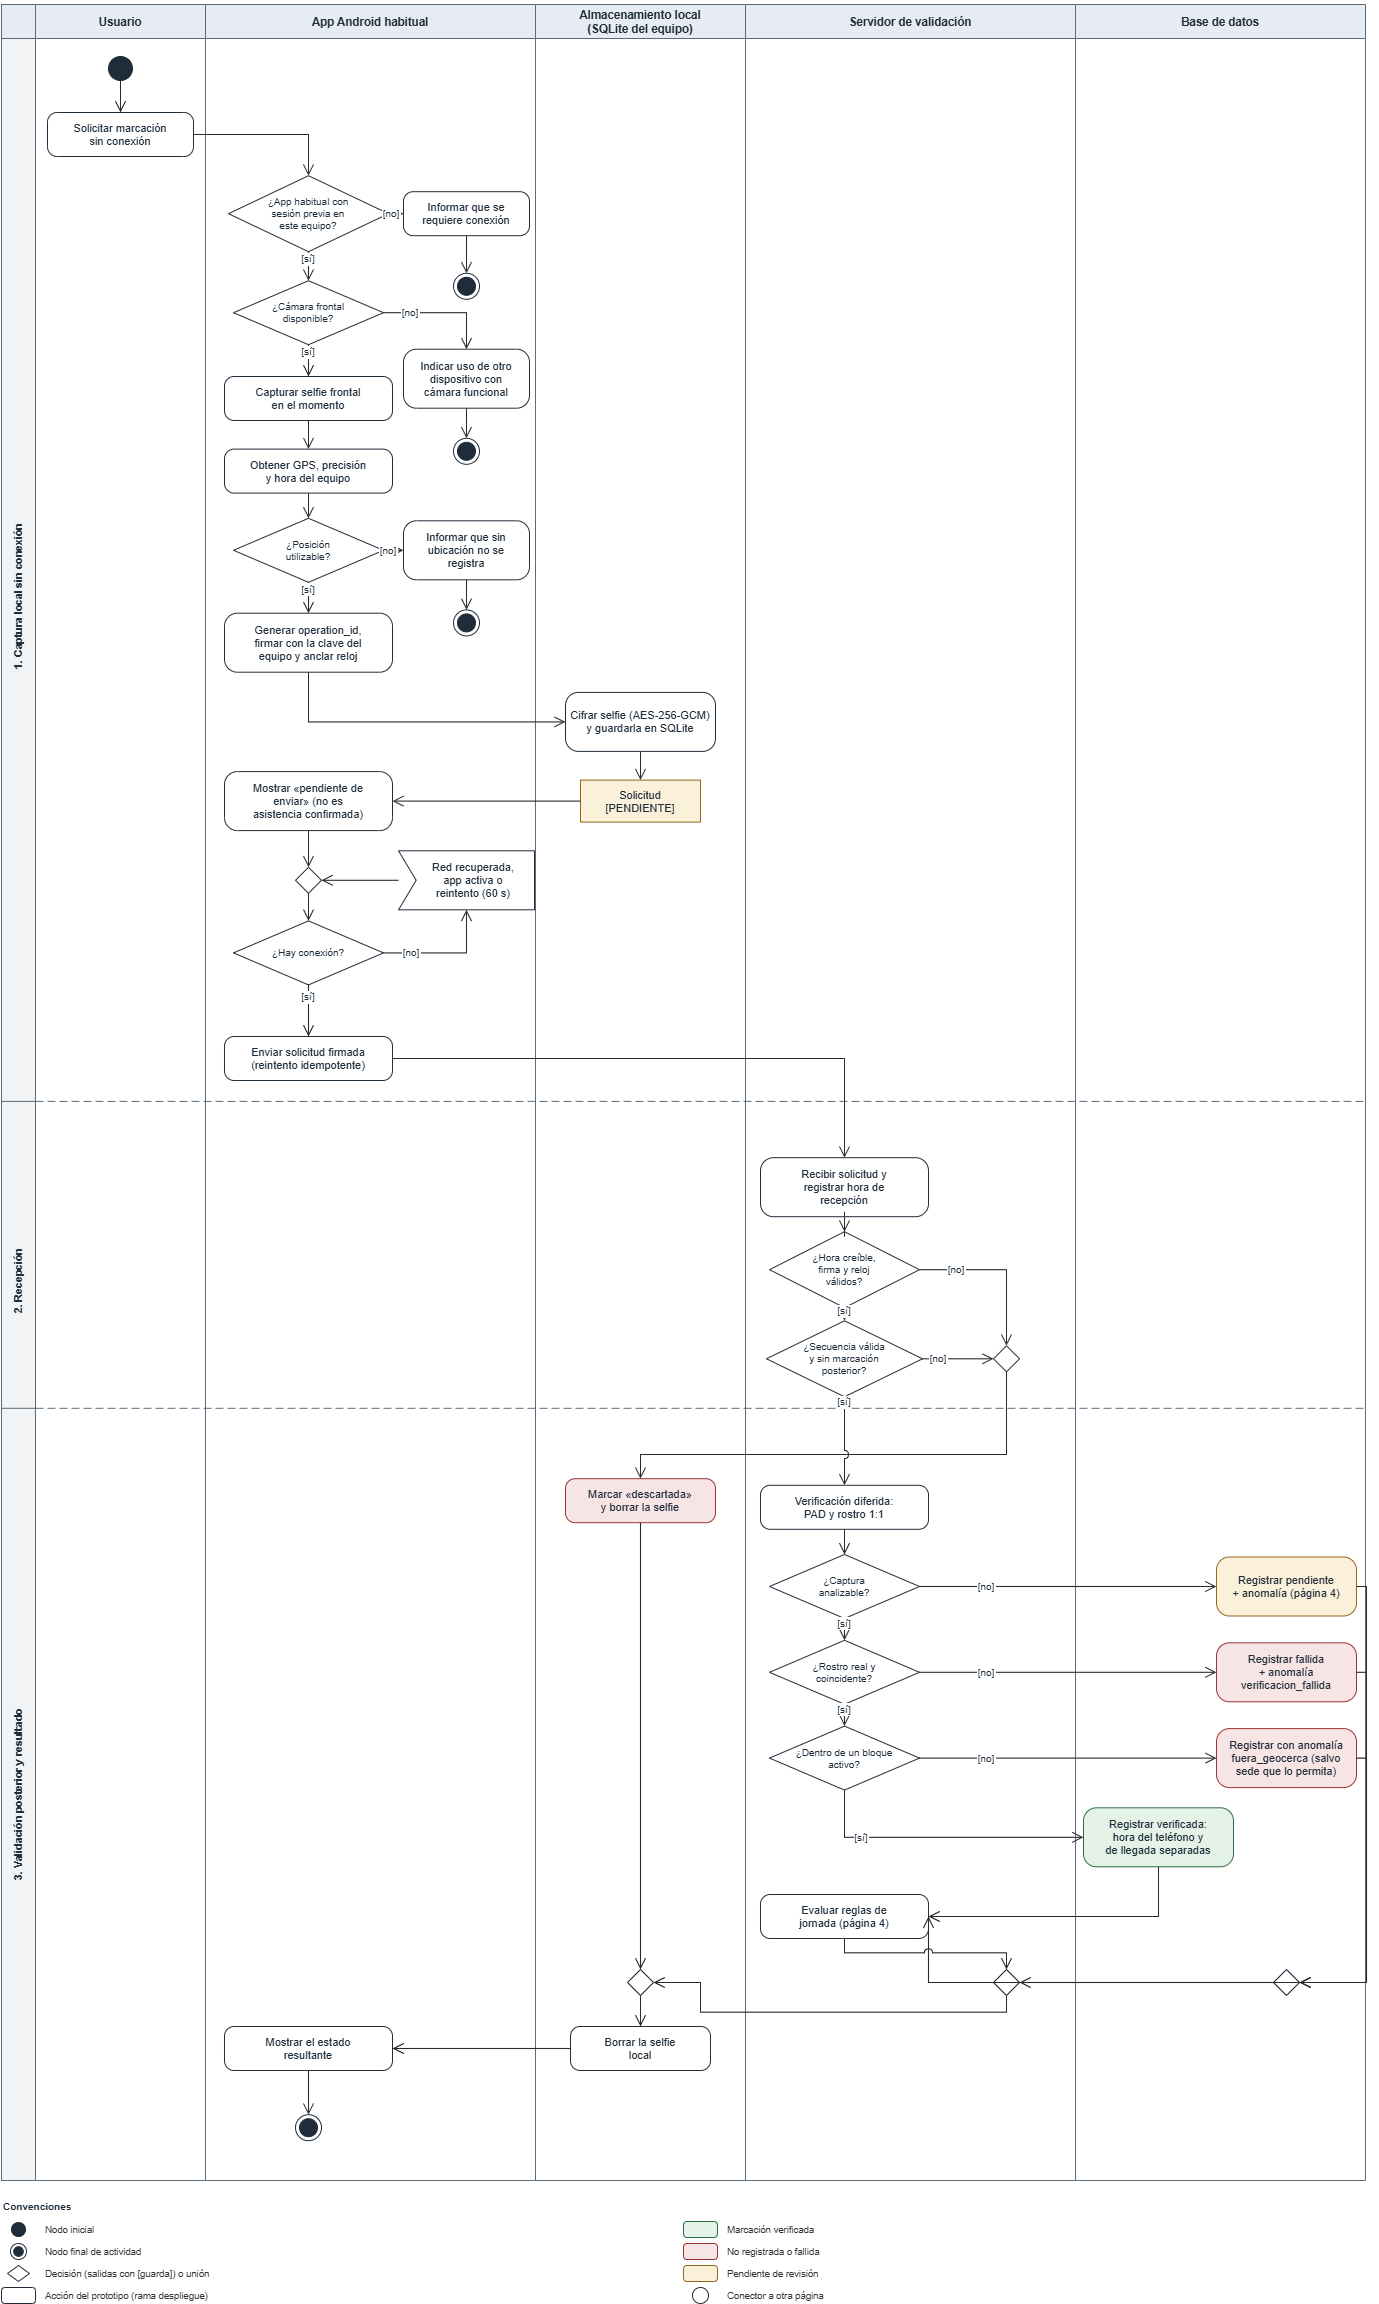 Usuario
App Android habitual
Almacenamiento local
(SQLite del equipo)
Servidor de validación
Base de datos
1. Captura local sin conexión
Solicitar marcación
sin conexión
¿App habitual con
sesión previa en
este equipo?
[no]
Informar que se
requiere conexión
[sí]
¿Cámara frontal
disponible?
[no]
[sí]
Indicar uso de otro
dispositivo con
cámara funcional
Capturar selfie frontal
en el momento
Obtener GPS, precisión
y hora del equipo
¿Posición
utilizable?
[no]
Informar que sin
ubicación no se
registra
[sí]
Generar operation_id,
firmar con la clave del
equipo y anclar reloj
Cifrar selfie (AES-256-GCM)
y guardarla en SQLite
Solicitud
[PENDIENTE]
Mostrar «pendiente de
enviar» (no es
asistencia confirmada)
Red recuperada,
app activa o
reintento (60 s)
¿Hay conexión?
[no]
[sí]
Enviar solicitud firmada
(reintento idempotente)
2. Recepción
Recibir solicitud y
registrar hora de
recepción
¿Hora creíble,
firma y reloj
válidos?
[no]
[sí]
¿Secuencia válida
y sin marcación
posterior?
[no]
[sí]
3. Validación posterior y resultado
Marcar «descartada»
y borrar la selfie
Verificación diferida:
PAD y rostro 1:1
¿Captura
analizable?
[no]
Registrar pendiente
+ anomalía (página 4)
[sí]
¿Rostro real y
coincidente?
[no]
Registrar fallida
+ anomalía
verificacion_fallida
[sí]
¿Dentro de un bloque
activo?
[no]
Registrar con anomalía
fuera_geocerca (salvo
sede que lo permita)
[sí]
Registrar verificada:
hora del teléfono y
de llegada separadas
Evaluar reglas de
jornada (página 4)
Mostrar el estado
resultante
Borrar la selfie
local
Convenciones
Nodo inicial
Nodo final de actividad
Decisión (salidas con [guarda]) o unión
Acción del prototipo (rama despliegue)
Marcación verificada
No registrada o fallida
Pendiente de revisión
Conector a otra página